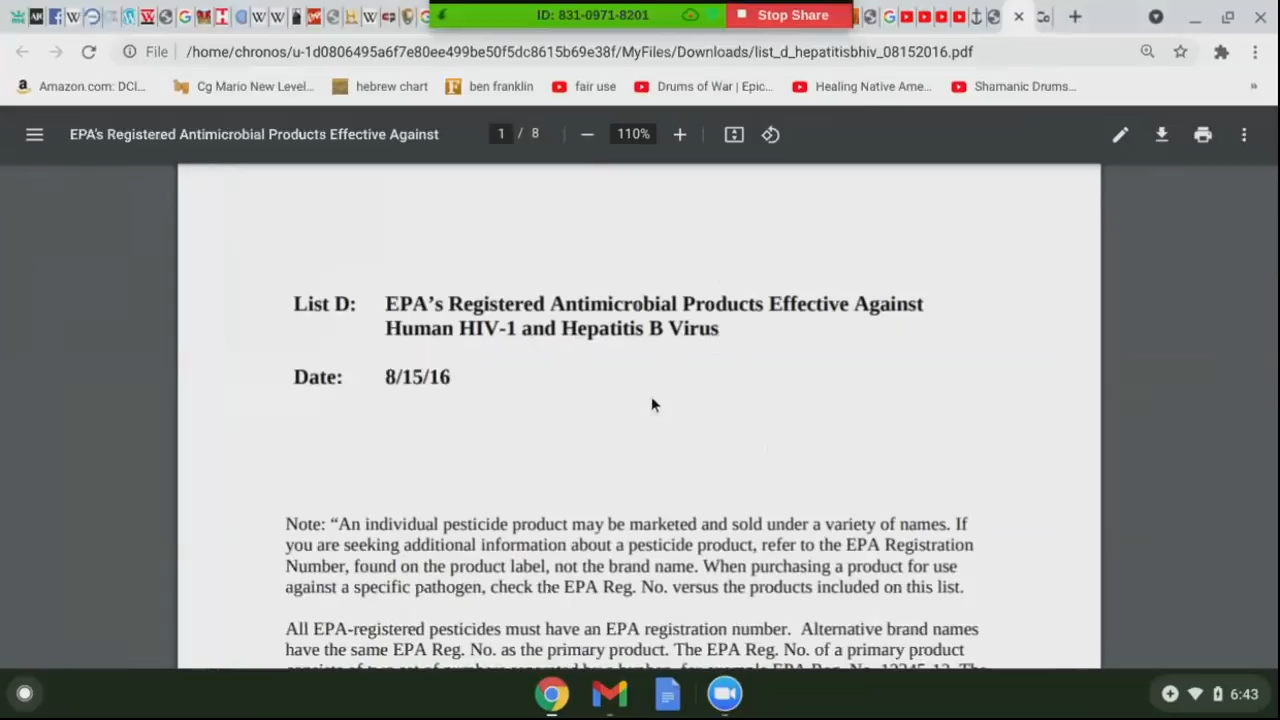 ID: 831-0971-8201
Stop Share
File
/home/chronos/u-1d0806495a6f7e80ee499be50f5dc8615b69e38f/MyFiles/Downloads/list_d_hepatitisbhiv_08152016.pdf
Amazon.com: DCI...
Cg Mario New Level...
hebrew chart
ben franklin
fair use
Drums of War | Epic...
Healing Native Ame...
Shamanic Drums...
»
EPA's Registered Antimicrobial Products Effective Against
1 / 8
110%
List D: EPA's Registered Antimicrobial Products Effective Against
Human HIV-1 and Hepatitis B Virus
Date: 8/15/16
Note: “An individual pesticide product may be marketed and sold under a variety of names. If
you are seeking additional information about a pesticide product, refer to the EPA Registration
Number, found on the product label, not the brand name. When purchasing a product for use
against a specific pathogen, check the EPA Reg. No. versus the products included on this list.
All EPA-registered pesticides must have an EPA registration number. Alternative brand names
have the same EPA Reg. No. as the primary product. The EPA Reg. No. of a primary product
6:43